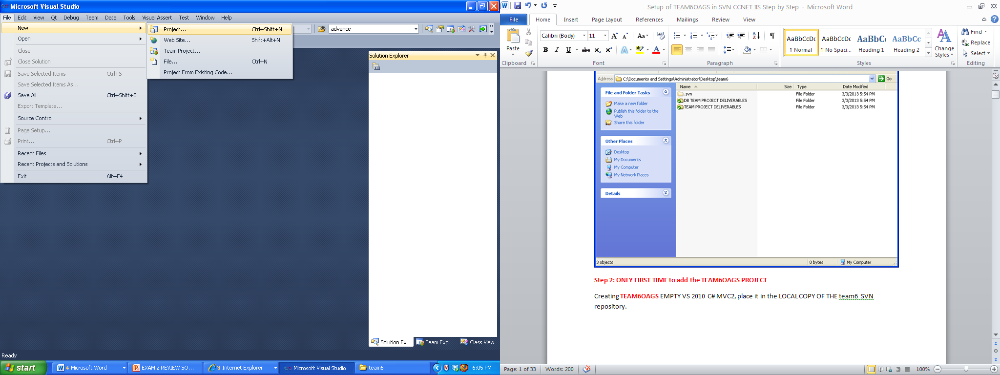 Microsoft Visual Studio
File Edit View Qt Debug Team Data Tools Visual Assert Test Window Help
New
Open
Close
Close Solution
Save Selected Items Ctrl+S
Save Selected Items As...
Save All Ctrl+Shift+S
Export Template...
Source Control
Page Setup...
Print... Ctrl+P
Recent Files
Recent Projects and Solutions
Exit Alt+F4
Project... Ctrl+Shift+N
Web Site... Shift+Alt+N
Team Project...
File... Ctrl+N
Project From Existing Code...
advance
Solution Explorer
Solution Ex... Team Expl... Class View
Ready
start 4 Microsoft Word EXAM 2 REVIEW SO... 3 Internet Explorer Microsoft Visual Studio team6 6:05 PM
Setup of TEAM6OAGS in SVN CCNET IIS Step by Step - Microsoft Word
File Home Insert Page Layout References Mailings Review View
Paste
Clipboard
Calibri (Body) 11
B I U abc x₂ x² A ab A
Font
Paragraph
AaBbCcDc AaBbCcDc AaBbC AaBbCc
¶ Normal ¶ No Spaci... Heading 1 Heading 2
Change Styles
Styles
Find
Replace
Select
Editing
Address C:\Documents and Settings\Administrator\Desktop\team6 Go
Name Size Type Date Modified
.svn File Folder 3/3/2013 5:54 PM
DB TEAM PROJECT DELIVERABLES File Folder 3/3/2013 5:54 PM
TEAM PROJECT DELIVERABLES File Folder 3/3/2013 5:54 PM
File and Folder Tasks
Make a new folder
Publish this folder to the
Web
Share this folder
Other Places
Desktop
My Documents
My Computer
My Network Places
Details
3 objects 0 bytes My Computer
Step 2: ONLY FIRST TIME to add the TEAM6OAGS PROJECT
Creating TEAM6OAGS EMPTY VS 2010 C# MVC2, place it in the LOCAL COPY OF THE team6 SVN
repository.
Page: 1 of 33 Words: 200 100%